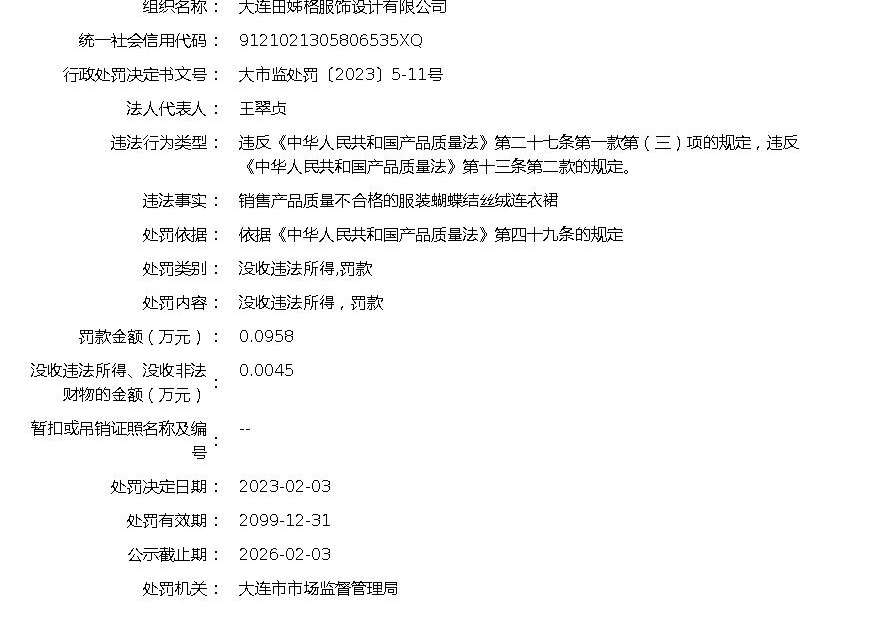 组织名称： 大连田姊格服饰设计有限公司
统一社会信用代码： 9121021305806535XQ
行政处罚决定书文号： 大市监处罚〔2023〕5-11号
法人代表人： 王翠贞
违法行为类型： 违反《中华人民共和国产品质量法》第二十七条第一款第（三）项的规定，违反
《中华人民共和国产品质量法》第十三条第二款的规定。
违法事实： 销售产品质量不合格的服装蝴蝶结丝绒连衣裙
处罚依据： 依据《中华人民共和国产品质量法》第四十九条的规定
处罚类别： 没收违法所得,罚款
处罚内容： 没收违法所得，罚款
罚款金额（万元）： 0.0958
没收违法所得、没收非法
财物的金额（万元）： 0.0045
暂扣或吊销证照名称及编
号： --
处罚决定日期： 2023-02-03
处罚有效期： 2099-12-31
公示截止期： 2026-02-03
处罚机关： 大连市市场监督管理局